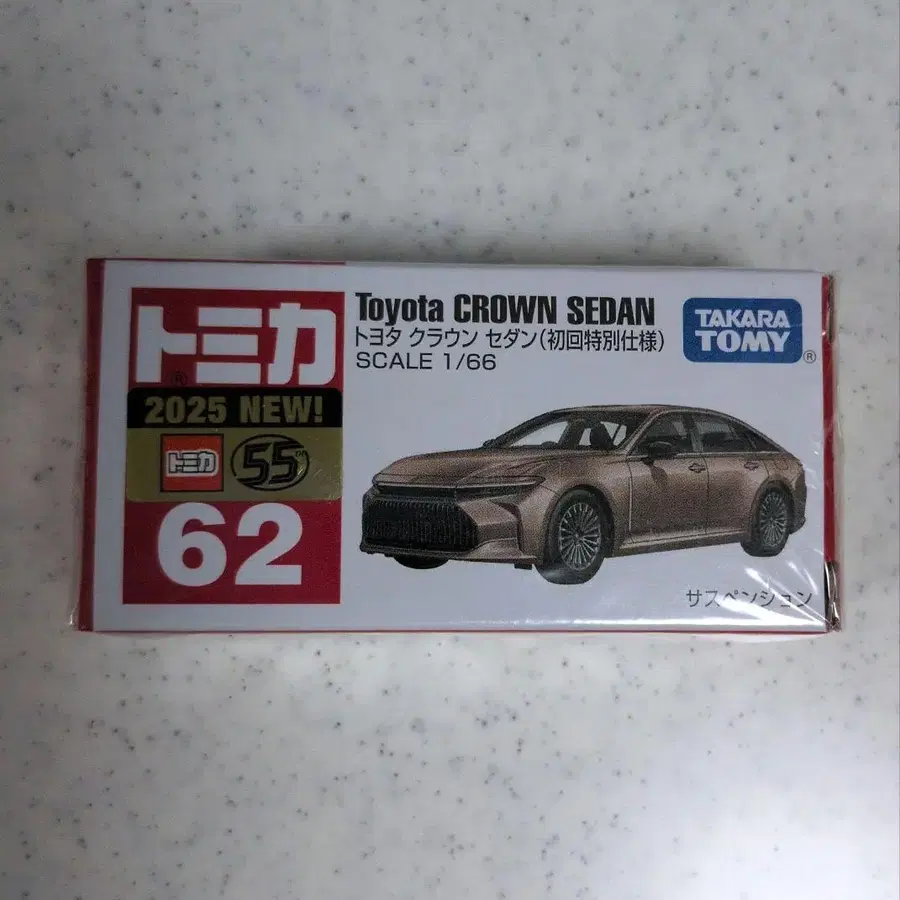 トミカ
®
2025 NEW!
トミカ 55th
62
Toyota CROWN SEDAN
トヨタ クラウン セダン(初回特別仕様)
SCALE 1/66
TAKARA
TOMY
®
サスペンション